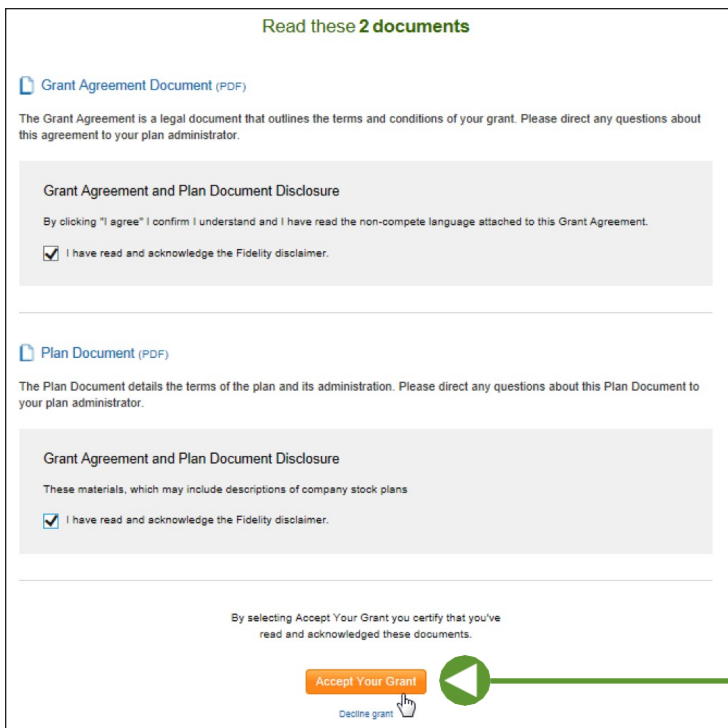 Read these 2 documents
Grant Agreement Document (PDF)
The Grant Agreement is a legal document that outlines the terms and conditions of your grant. Please direct any questions about
this agreement to your plan administrator.
Grant Agreement and Plan Document Disclosure
By clicking "I agree" I confirm I understand and I have read the non-compete language attached to this Grant Agreement.
I have read and acknowledge the Fidelity disclaimer.
Plan Document (PDF)
The Plan Document details the terms of the plan and its administration. Please direct any questions about this Plan Document to
your plan administrator.
Grant Agreement and Plan Document Disclosure
These materials, which may include descriptions of company stock plans
I have read and acknowledge the Fidelity disclaimer.
By selecting Accept Your Grant you certify that you've
read and acknowledged these documents.
Accept Your Grant
Decline grant